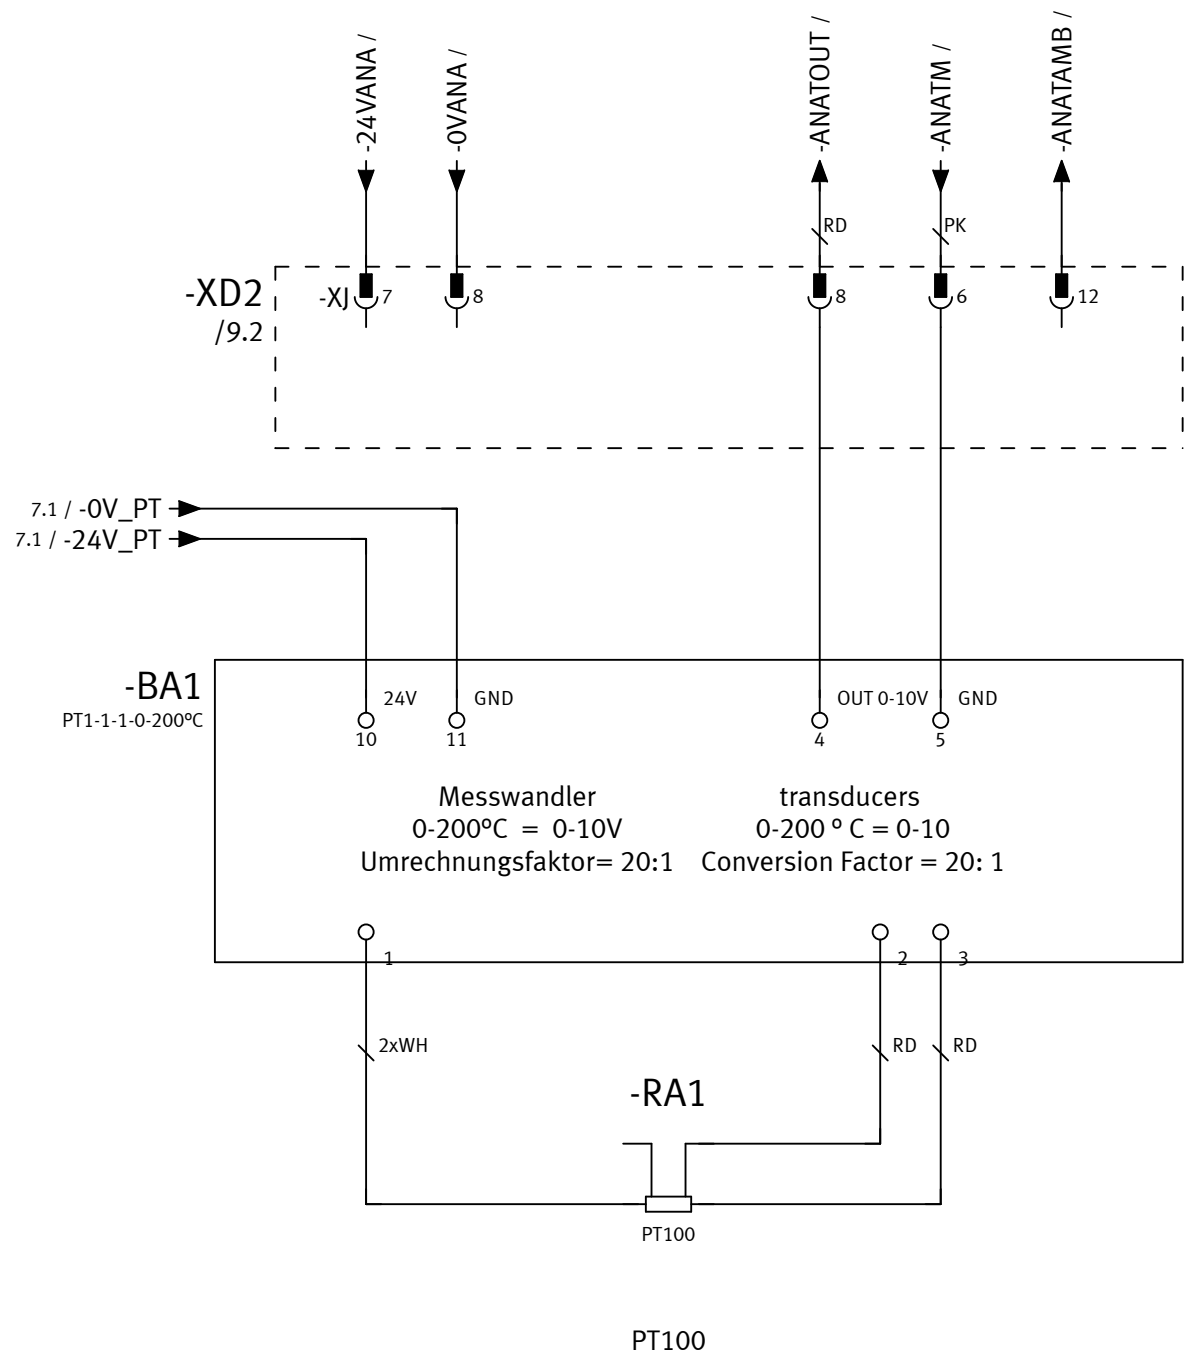 -24VANA /
-0VANA /
-ANATOUT /
-ANATM /
-ANATAMB /
RD
PK
-XD2
/9.2
-XJ
7
8
8
6
12
7.1 / -0V_PT
7.1 / -24V_PT
-BA1
PT1-1-1-0-200ºC
24V
GND
OUT 0-10V
GND
10
11
4
5
Messwandler
0-200ºC = 0-10V
Umrechnungsfaktor= 20:1
transducers
0-200 º C = 0-10
Conversion Factor = 20: 1
1
2
3
2xWH
RD
RD
-RA1
PT100
PT100